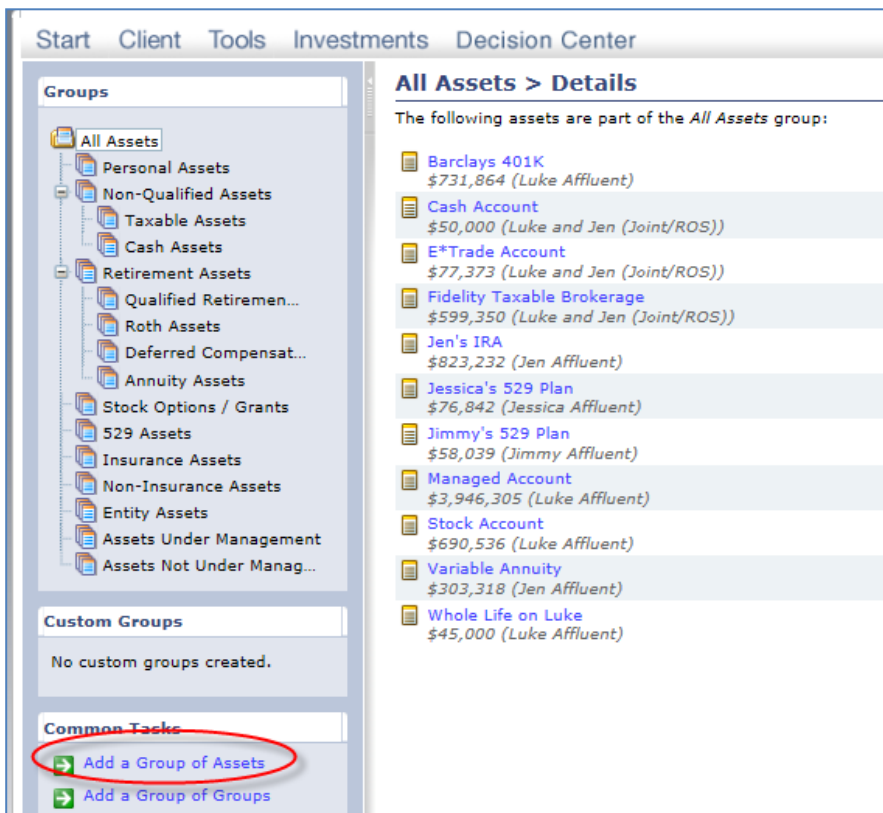 Start Client Tools Investments Decision Center
Groups
All Assets
Personal Assets
Non-Qualified Assets
Taxable Assets
Cash Assets
Retirement Assets
Qualified Retiremen...
Roth Assets
Deferred Compensat...
Annuity Assets
Stock Options / Grants
529 Assets
Insurance Assets
Non-Insurance Assets
Entity Assets
Assets Under Management
Assets Not Under Manag...
Custom Groups
No custom groups created.
Common Tasks
Add a Group of Assets
Add a Group of Groups
All Assets > Details
The following assets are part of the All Assets group:
Barclays 401K
$731,864 (Luke Affluent)
Cash Account
$50,000 (Luke and Jen (Joint/ROS))
E*Trade Account
$77,373 (Luke and Jen (Joint/ROS))
Fidelity Taxable Brokerage
$599,350 (Luke and Jen (Joint/ROS))
Jen's IRA
$823,232 (Jen Affluent)
Jessica's 529 Plan
$76,842 (Jessica Affluent)
Jimmy's 529 Plan
$58,039 (Jimmy Affluent)
Managed Account
$3,946,305 (Luke Affluent)
Stock Account
$690,536 (Luke Affluent)
Variable Annuity
$303,318 (Jen Affluent)
Whole Life on Luke
$45,000 (Luke Affluent)